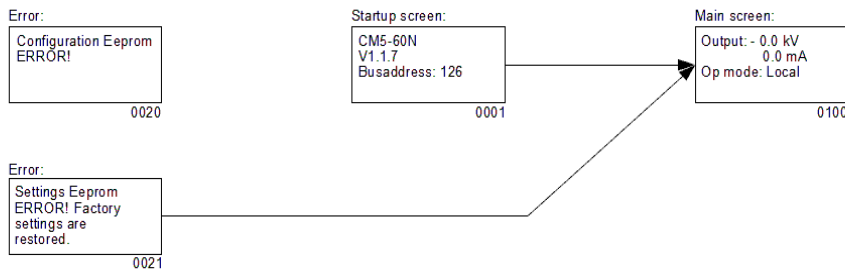 Error:
Configuration Eeprom
ERROR!
0020
Startup screen:
CM5-60N
V1.1.7
Busaddress: 126
0001
Main screen:
Output: - 0.0 kV
0.0 mA
Op mode: Local
0100
Error:
Settings Eeprom
ERROR! Factory
settings are
restored.
0021